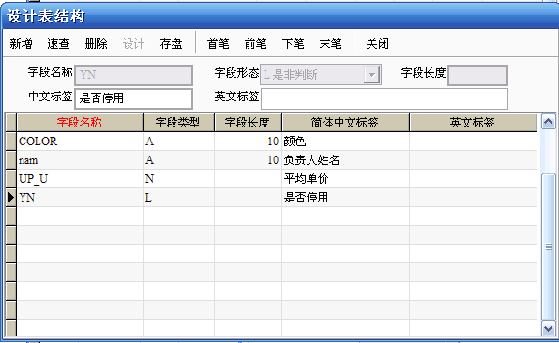 设计表结构
新增 速查 删除 设计 存盘 首笔 前笔 下笔 末笔 关闭
字段名称 YN 字段形态 L 是非判断 字段长度
中文标签 是否停用 英文标签
字段名称 字段类型 字段长度 简体中文标签 英文标签
COLOR A 10 颜色
nam A 10 负责人姓名
UP_U N 平均单价
YN L 是否停用